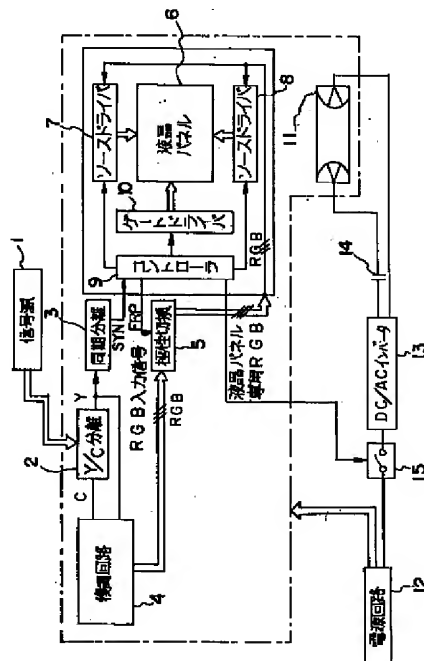 1
信号源
2
Y/C分離
C
Y
3
同期分離
SYN
4
復調回路
RGB
RGB入力信号
FRP
5
極性切換
液晶パネル
専用RGB
6
液晶
パネル
7
ソースドライバ
8
ソースドライバ
9
コントローラ
10
ゲートドライバ
RGB
11
12
電源回路
13
DC/ACインバータ
14
15